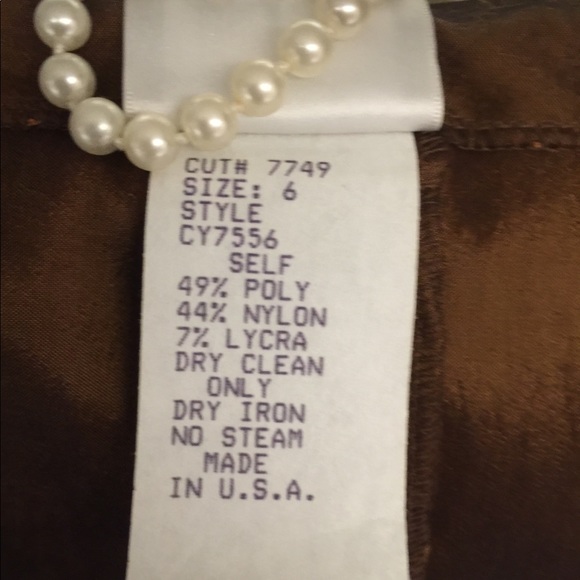 CUT# 7749
SIZE: 6
STYLE
CY7556
SELF
49% POLY
44% NYLON
7% LYCRA
DRY CLEAN
ONLY
DRY IRON
NO STEAM
MADE
IN U.S.A.